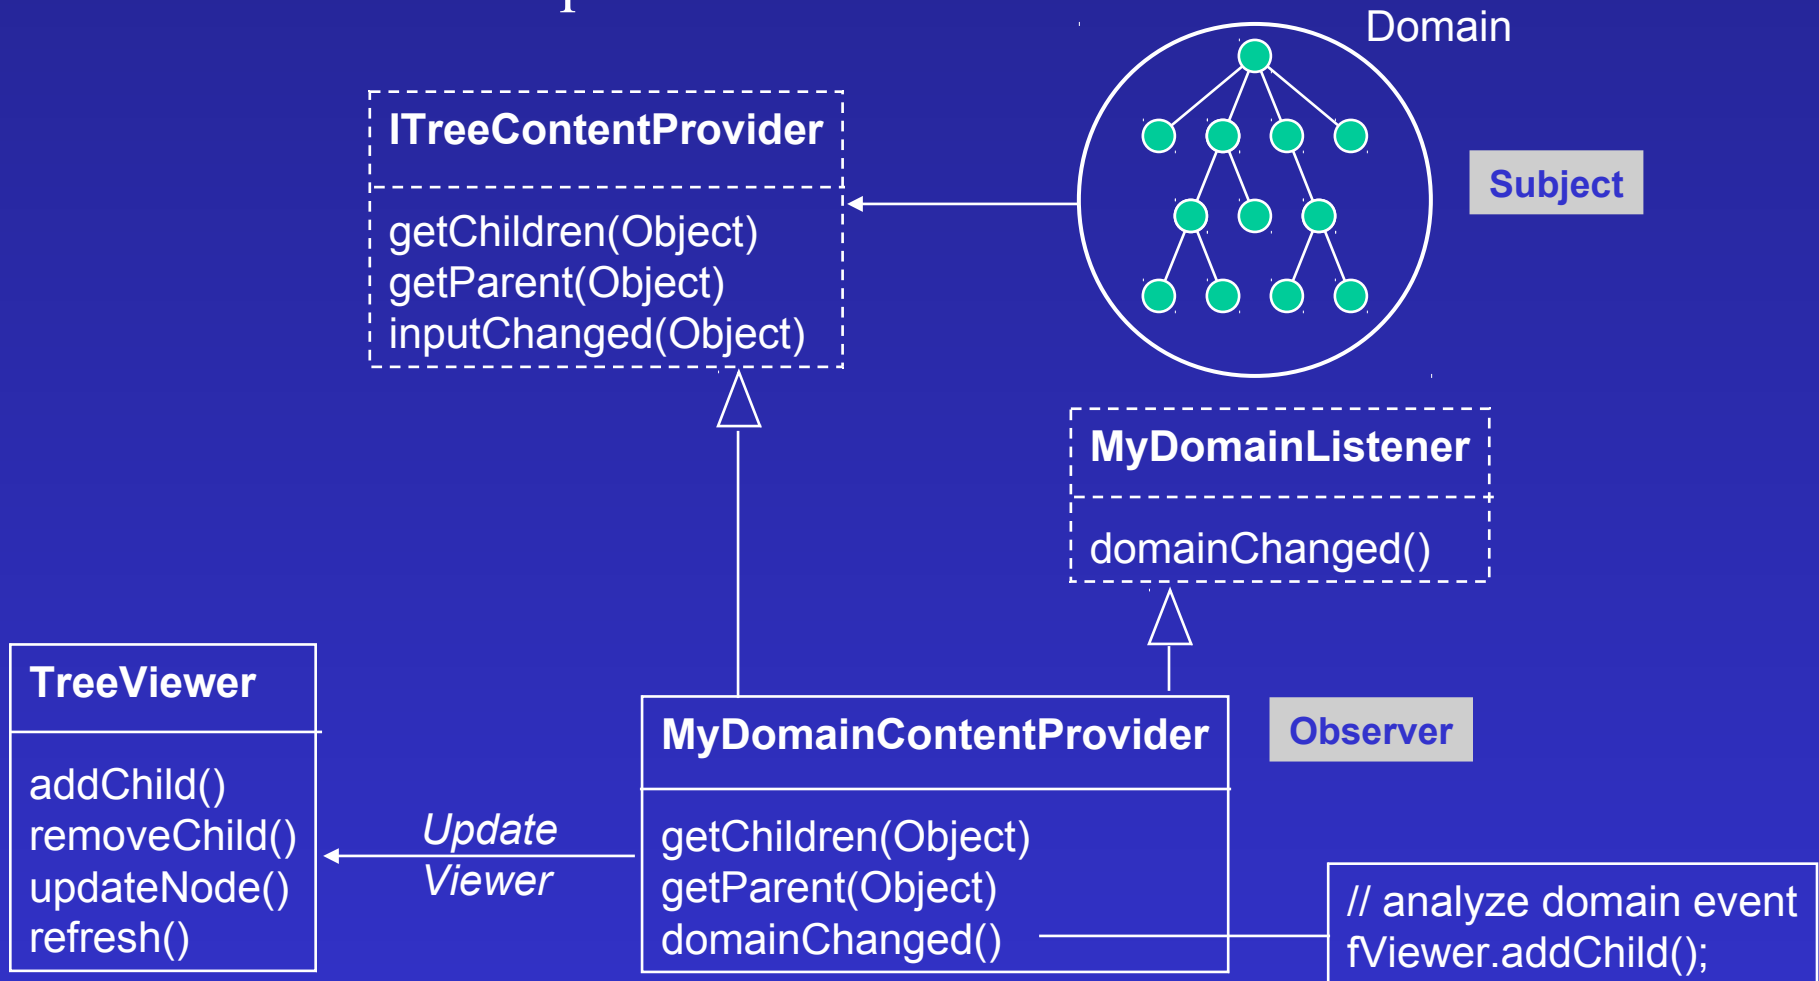 Domain
ITreeContentProvider
getChildren(Object)
getParent(Object)
inputChanged(Object)
Subject
MyDomainListener
domainChanged()
TreeViewer
addChild()
removeChild()
updateNode()
refresh()
Update
Viewer
MyDomainContentProvider
getChildren(Object)
getParent(Object)
domainChanged()
Observer
// analyze domain event
fViewer.addChild();